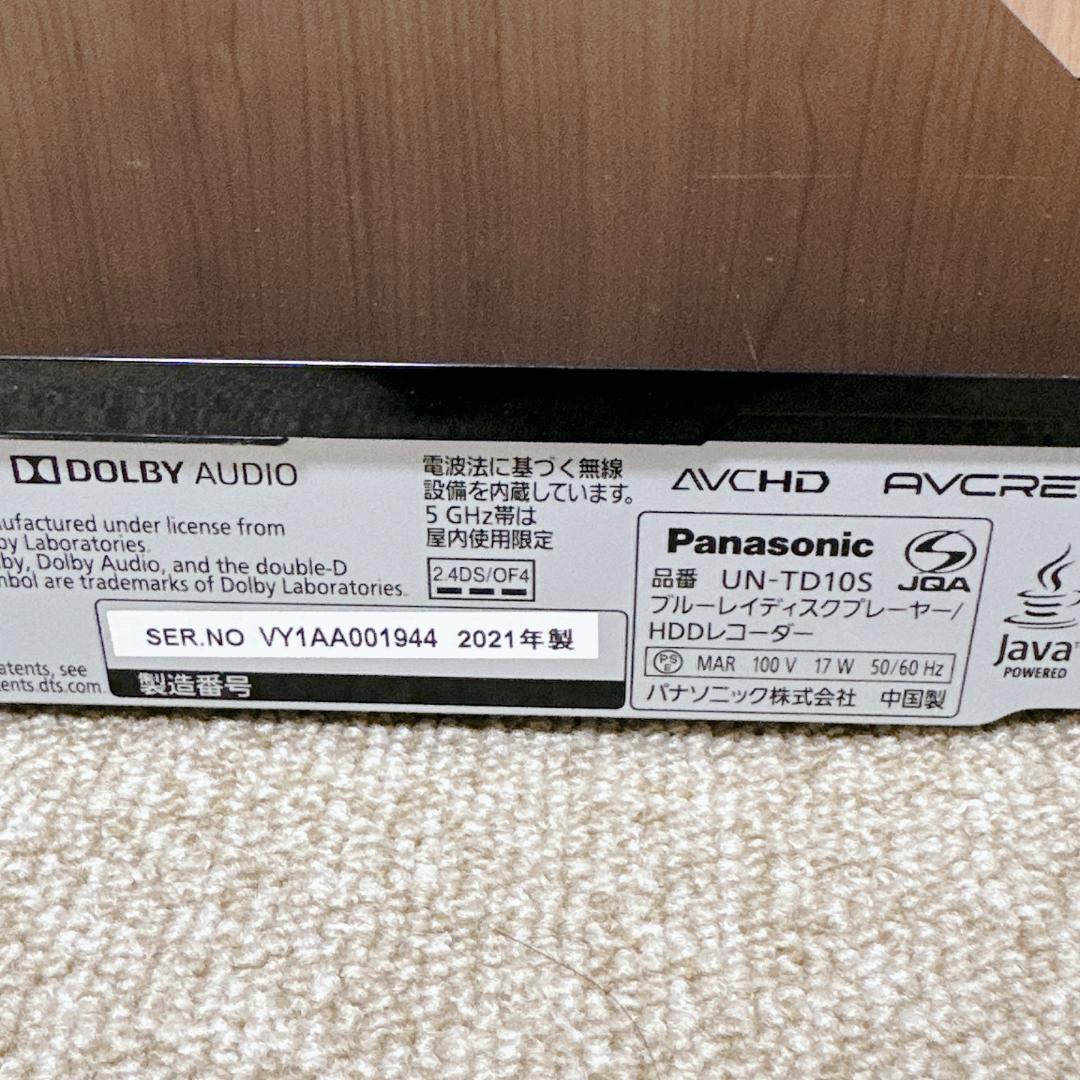 DOLBY AUDIO
ufactured under license from
by Laboratories.
by, Dolby Audio, and the double-D
nbol are trademarks of Dolby Laboratories.
電波法に基づく無線
設備を内蔵しています。
5 GHz帯は
屋内使用限定
2.4DS/OF4
AVCHD
AVCRE
Panasonic
JQA
品番 UN-TD10S
ブルーレイディスクプレーヤー/
HDDレコーダー
PS E MAR 100 V 17 W 50/60 Hz
パナソニック株式会社 中国製
Java
POWERED
SER.NO VY1AA001944 2021年製
製造番号
atents, see
ents.dts.com.